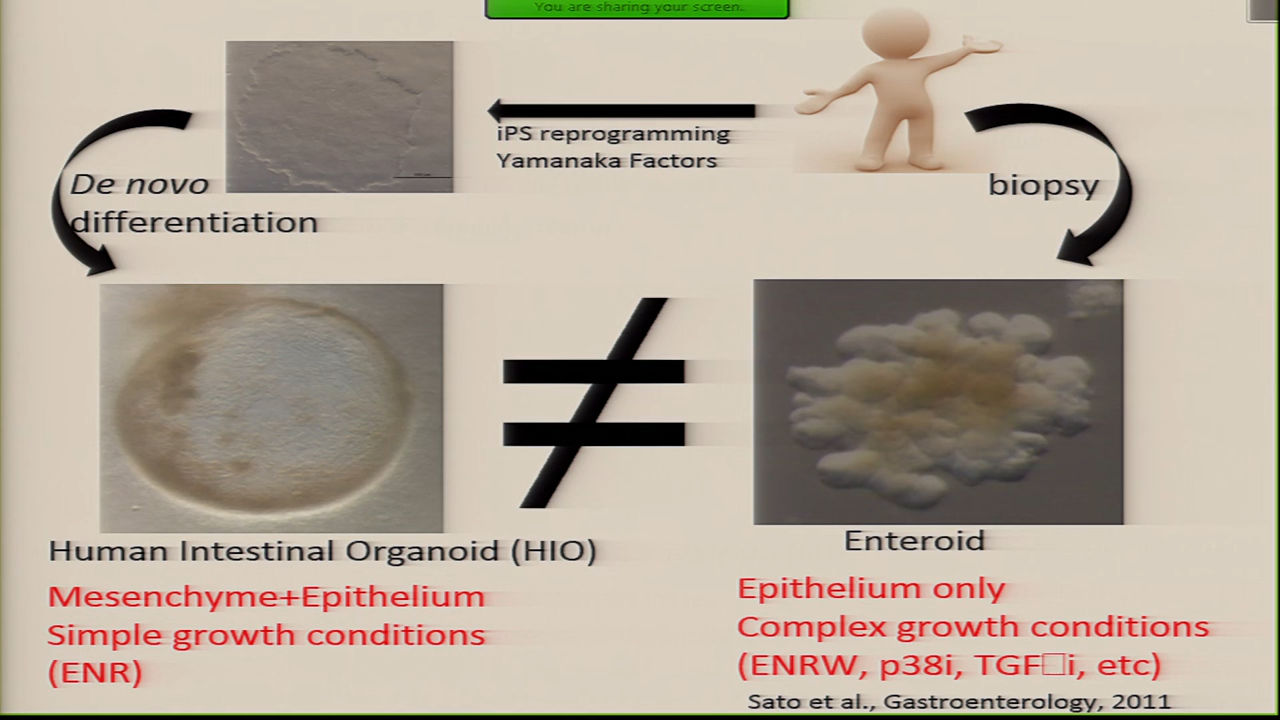 You are sharing your screen.
iPS reprogramming
Yamanaka Factors
De novo
differentiation
biopsy
Human Intestinal Organoid (HIO)
Mesenchyme+Epithelium
Simple growth conditions
(ENR)
Enteroid
Epithelium only
Complex growth conditions
(ENRW, p38i, TGF□i, etc)
Sato et al., Gastroenterology, 2011